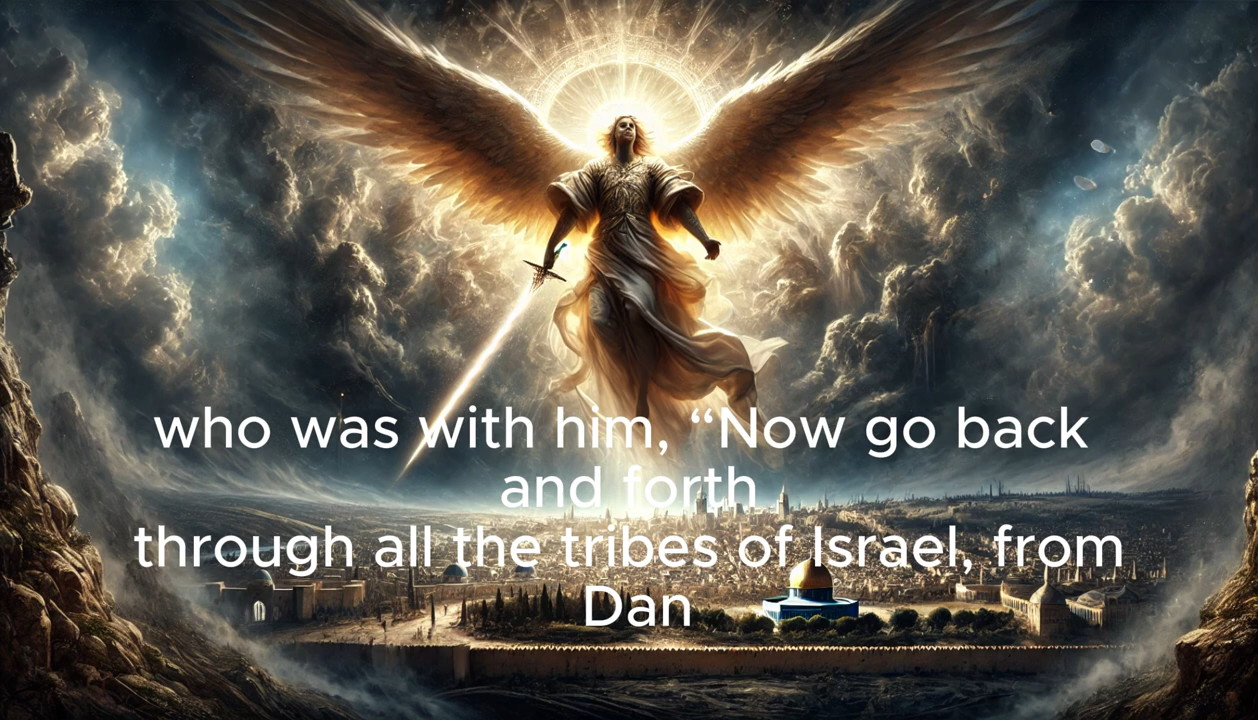 who was with him, “Now go back
and forth
through all the tribes of Israel, from
Dan